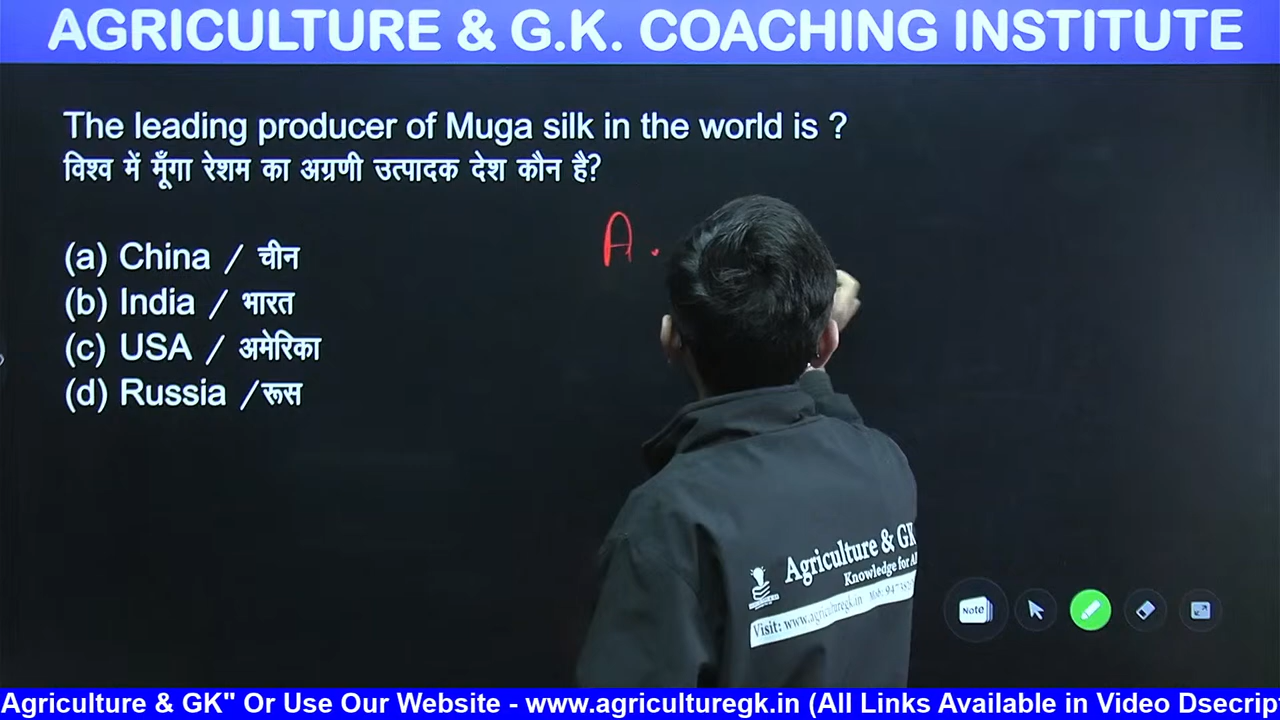 AGRICULTURE & G.K. COACHING INSTITUTE
The leading producer of Muga silk in the world is ?
विश्व में मूँगा रेशम का अग्रणी उत्पादक देश कौन है?
(a) China / चीन
(b) India / भारत
(c) USA / अमेरिका
(d) Russia /रूस
A.
Agriculture & GK
Knowledge for
Visit: www.agriculturegk.in
Note
Agriculture & GK" Or Use Our Website - www.agriculturegk.in (All Links Available in Video Dsecrip